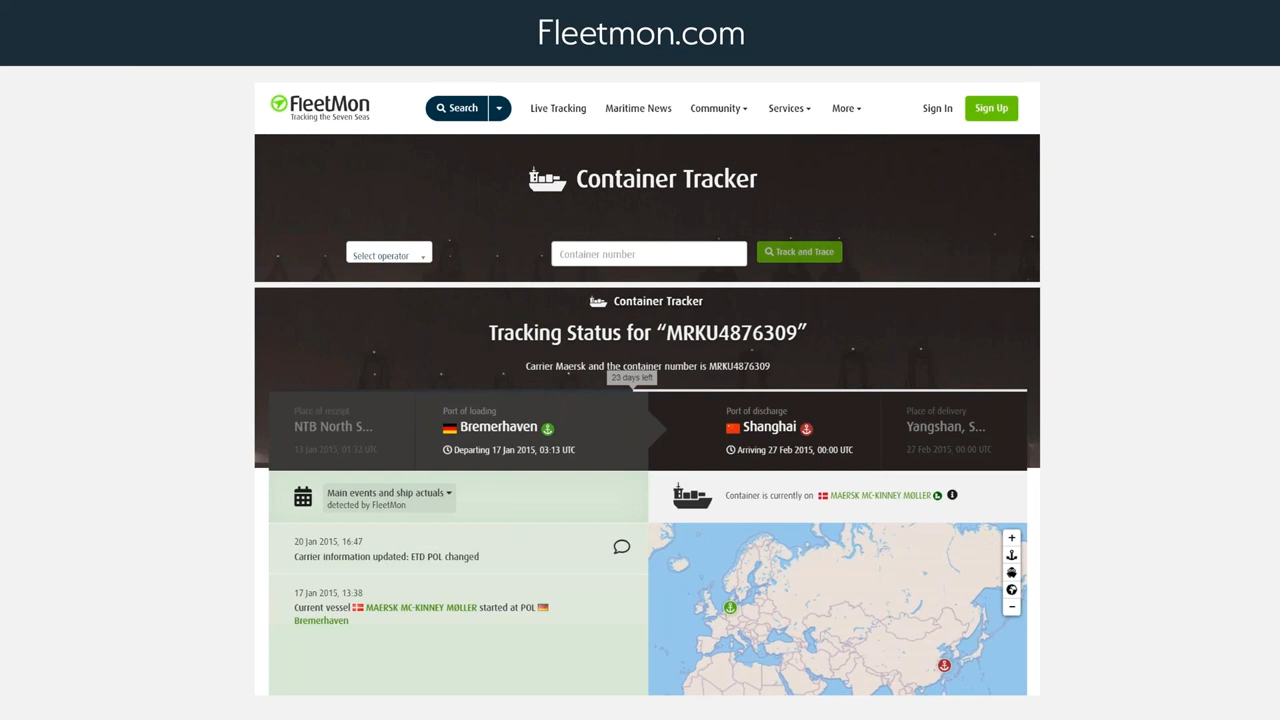 Fleetmon.com
FleetMon
Tracking the Seven Seas
Search
Live Tracking
Maritime News
Community
Services
More
Sign In
Sign Up
Container Tracker
Select operator
Container number
Track and Trace
Container Tracker
Tracking Status for “MRKU4876309”
Carrier Maersk and the container number is MRKU4876309
23 days left
Place of receipt
NTB North S...
13 Jan 2015, 01:32 UTC
Port of loading
Bremerhaven
Departing 17 Jan 2015, 03:13 UTC
Port of discharge
Shanghai
Arriving 27 Feb 2015, 00:00 UTC
Place of delivery
Yangshan, S...
27 Feb 2015, 00:00 UTC
Main events and ship actuals
detected by FleetMon
Container is currently on MAERSK MC-KINNEY MØLLER
20 Jan 2015, 16:47
Carrier information updated: ETD POL changed
17 Jan 2015, 13:38
Current vessel MAERSK MC-KINNEY MØLLER started at POL
Bremerhaven